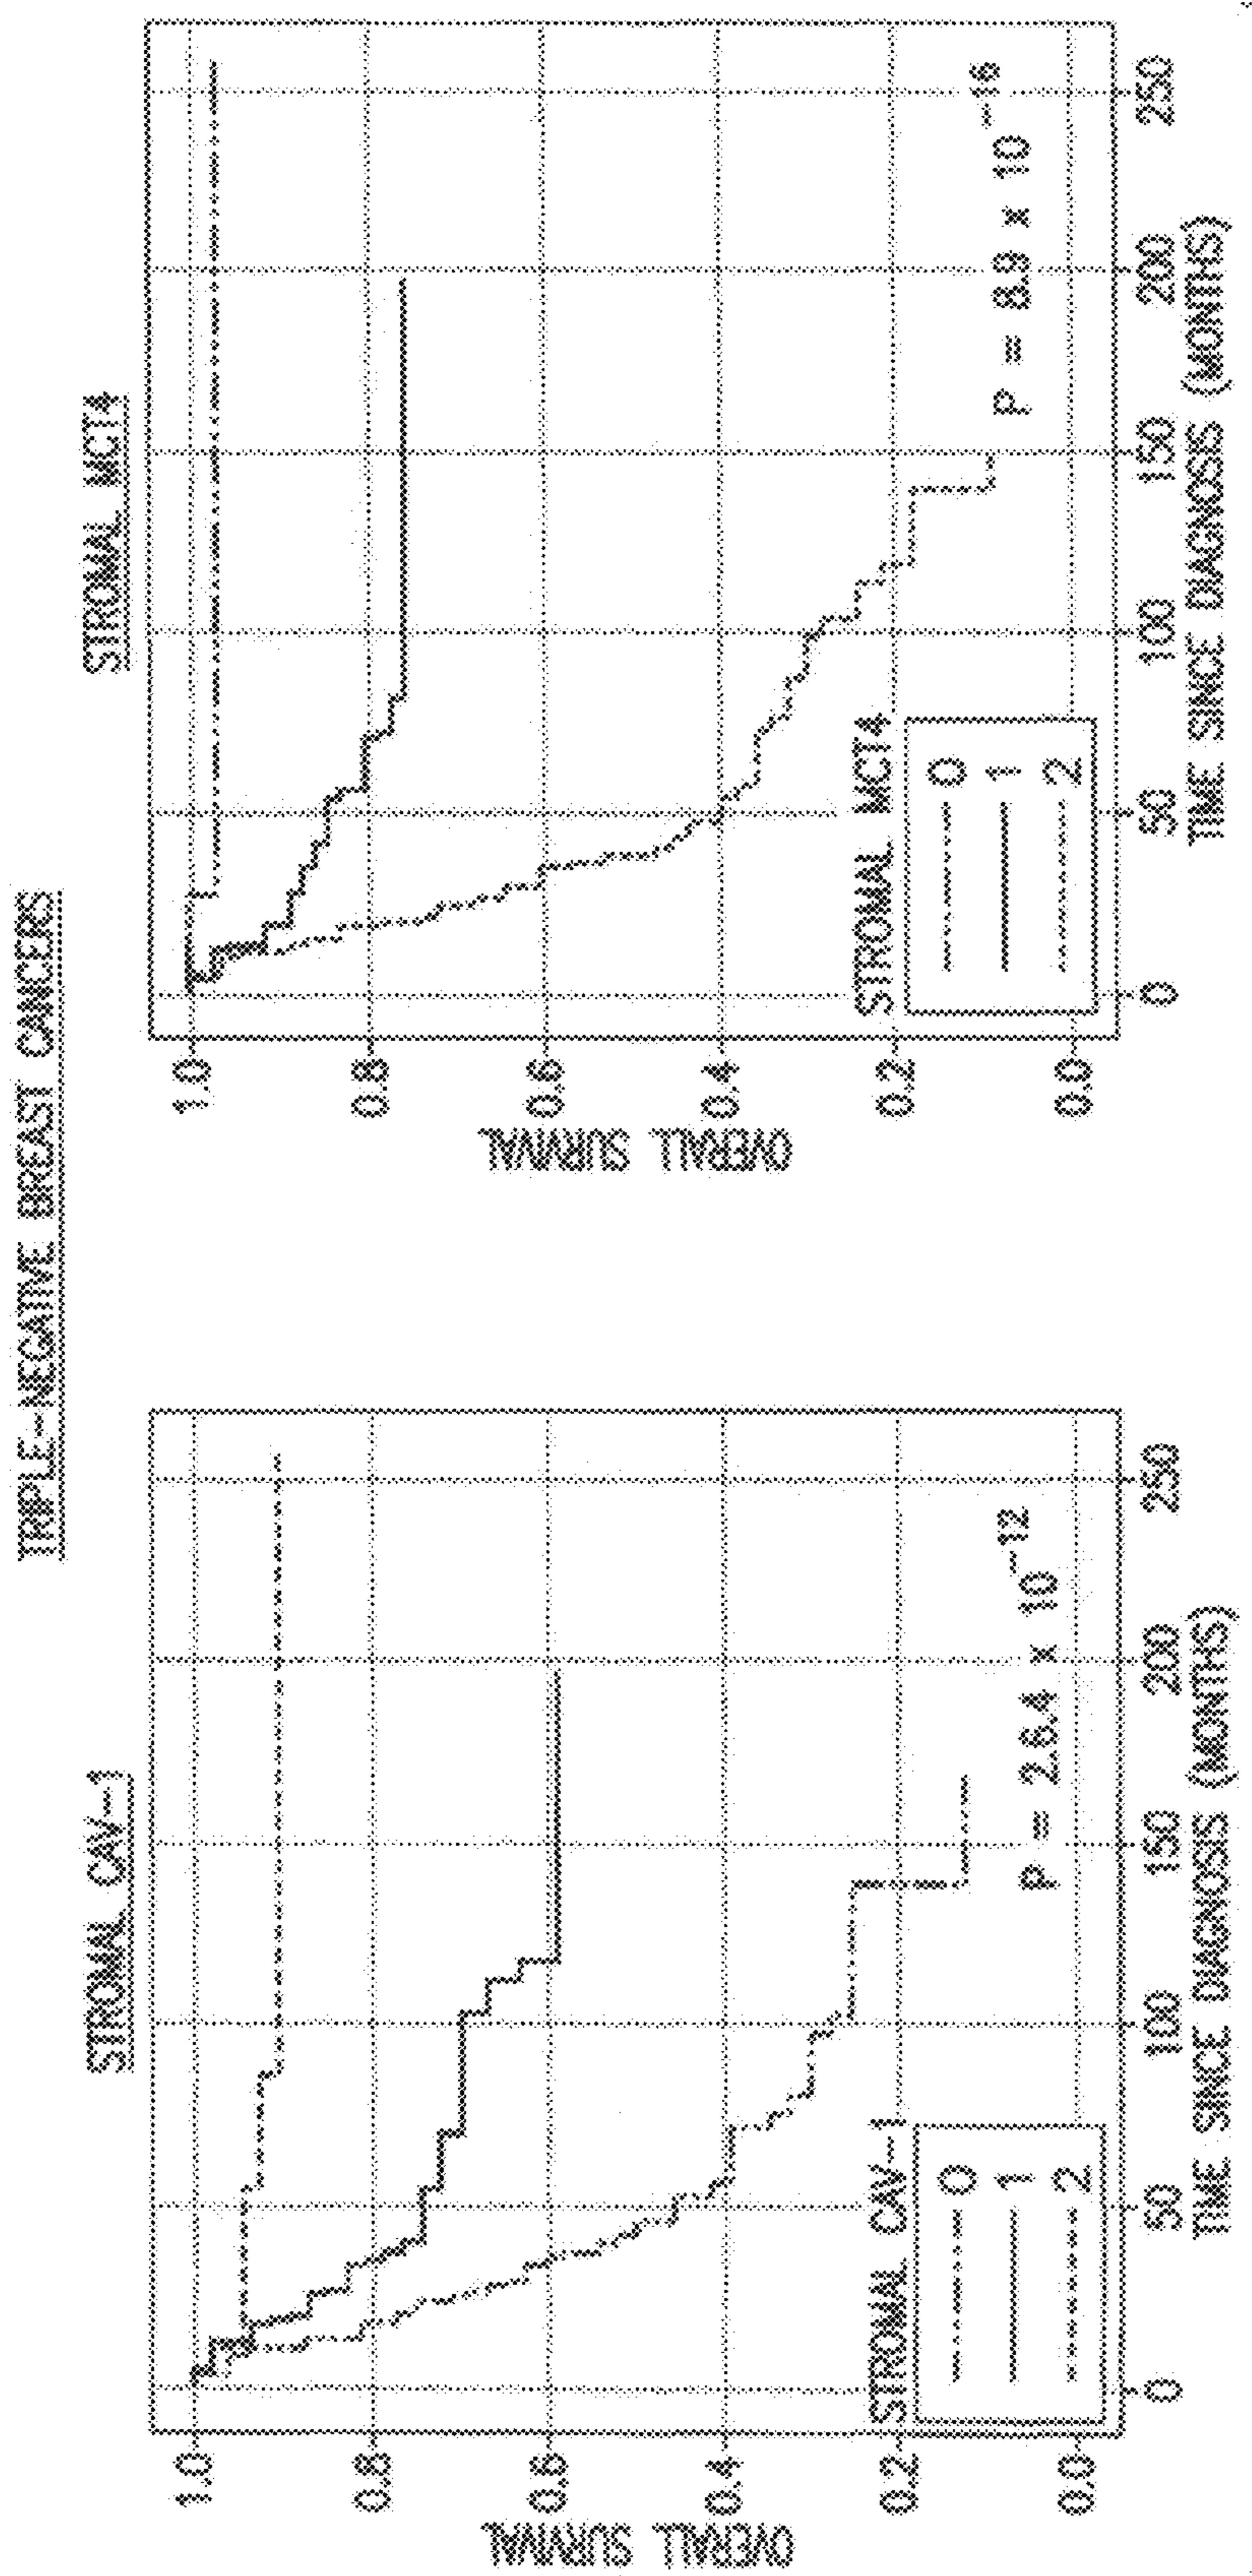 TRIPLE-NEGATIVE BREAST CANCERS
STROMAL CAV-1
OVERALL SURVIVAL
1.0
0.8
0.6
0.4
0.2
0.0
STROMAL CAV-1
0
1
2
P = 2.6.4 x 10-12
0 50 100 150 200 250
TIME SINCE DIAGNOSIS (MONTHS)
STROMAL MCT4
OVERALL SURVIVAL
1.0
0.8
0.6
0.4
0.2
0.0
STROMAL MCT4
0
1
2
P = 8.9 x 10-16
0 50 100 150 200 250
TIME SINCE DIAGNOSIS (MONTHS)